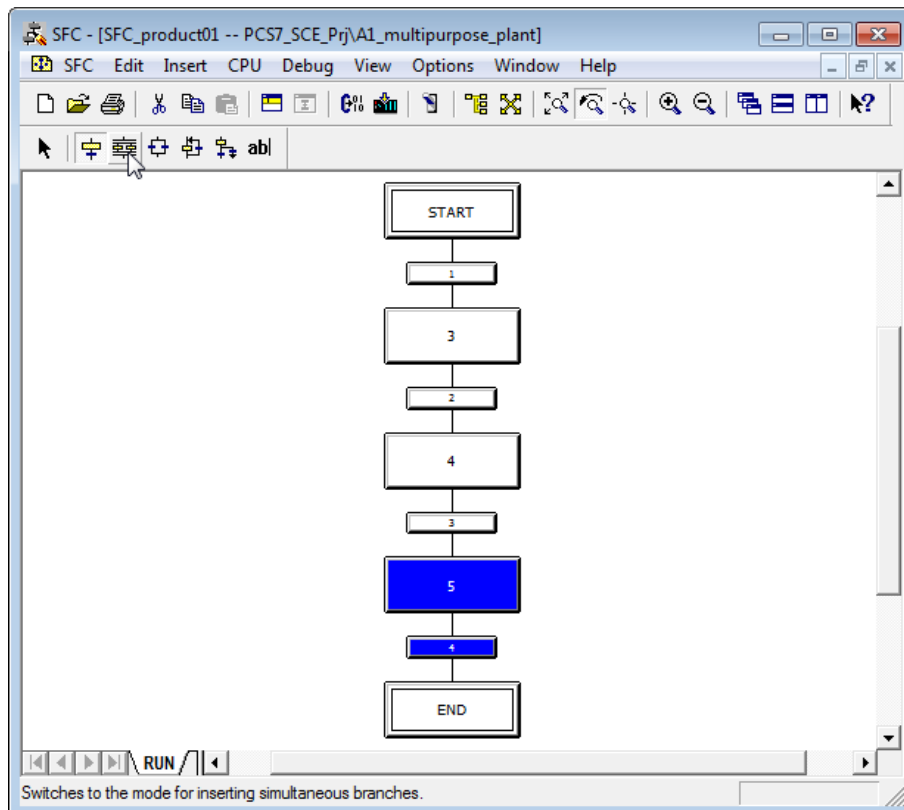 SFC - [SFC_product01 -- PCS7_SCE_Prj\A1_multipurpose_plant]
SFC Edit Insert CPU Debug View Options Window Help
abl
START
1
3
2
4
3
5
4
END
RUN
Switches to the mode for inserting simultaneous branches.